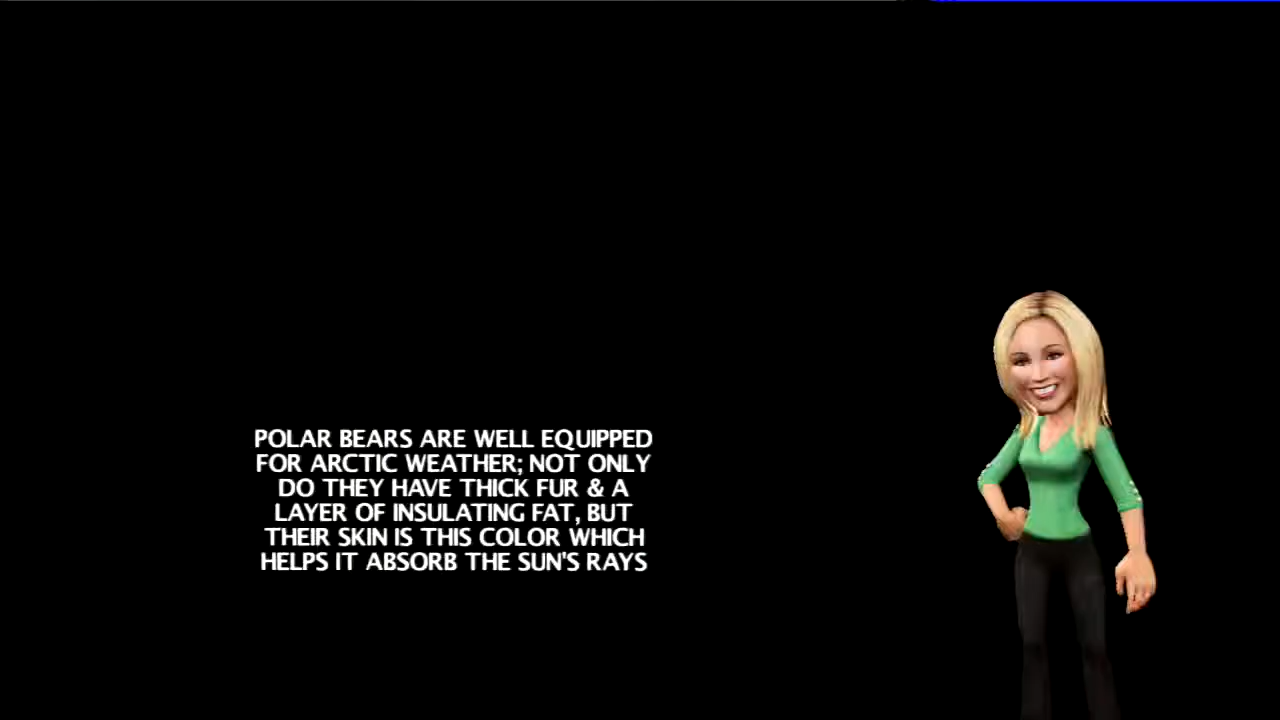 POLAR BEARS ARE WELL EQUIPPED
FOR ARCTIC WEATHER; NOT ONLY
DO THEY HAVE THICK FUR & A
LAYER OF INSULATING FAT, BUT
THEIR SKIN IS THIS COLOR WHICH
HELPS IT ABSORB THE SUN'S RAYS